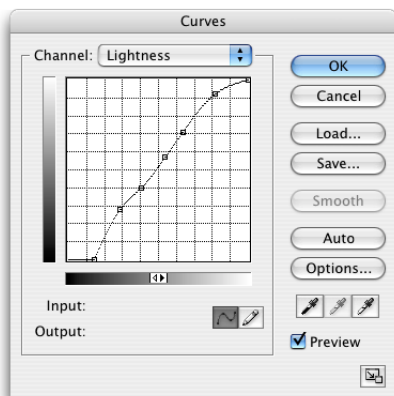 Curves
Channel: Lightness
OK
Cancel
Load...
Save...
Smooth
Auto
Options...
Input:
Output:
Preview